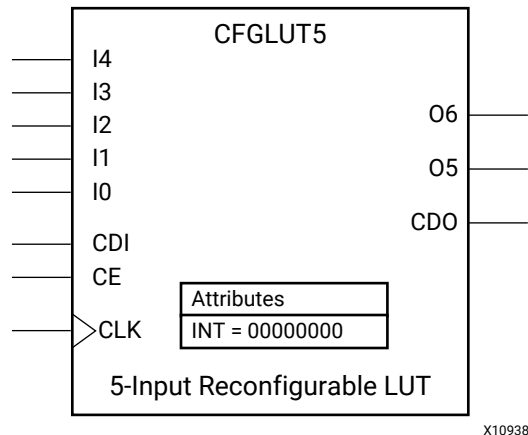 CFGLUT5
I4
I3
I2
I1
I0
CDI
CE
CLK
O6
O5
CDO
Attributes
INT = 00000000
5-Input Reconfigurable LUT
X10938